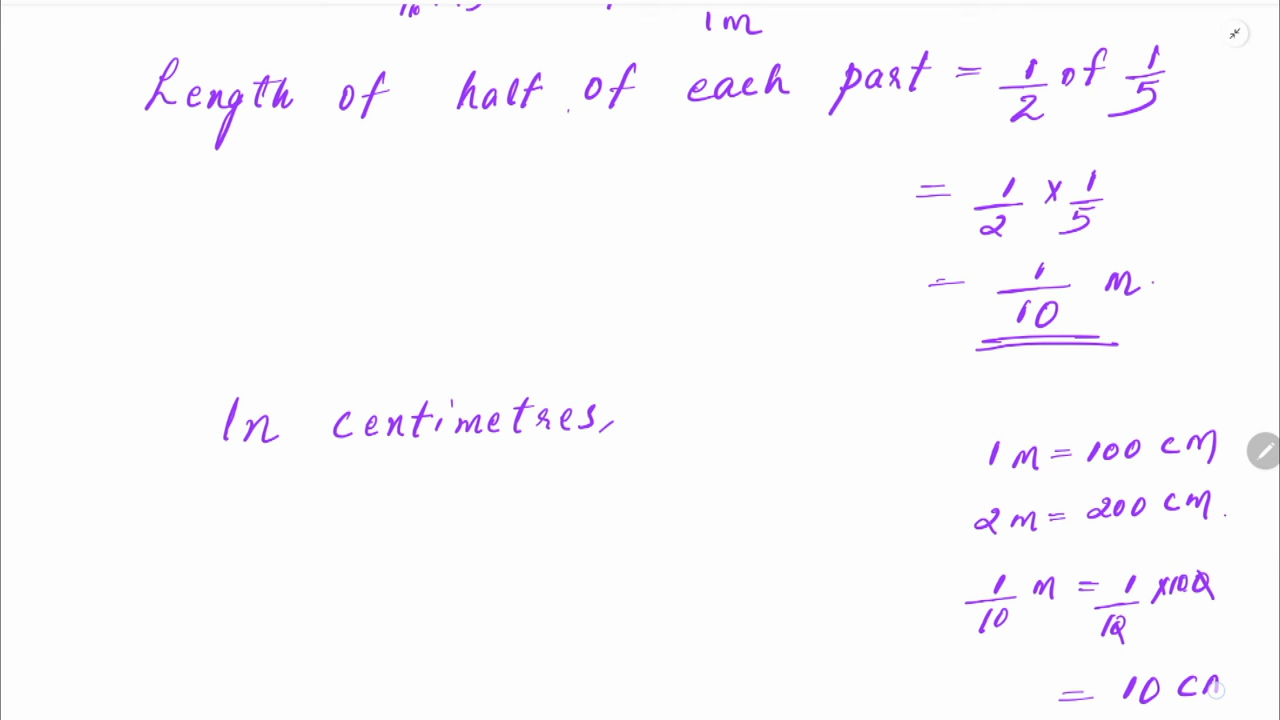 1m
Length of half of each part = 1/2 of 1/5
= 1/2 × 1/5
= 1/10 m.
In centimetres,
1 m = 100 cm
2 m = 200 cm.
1/10 m = 1/10 × 100
= 10 cm